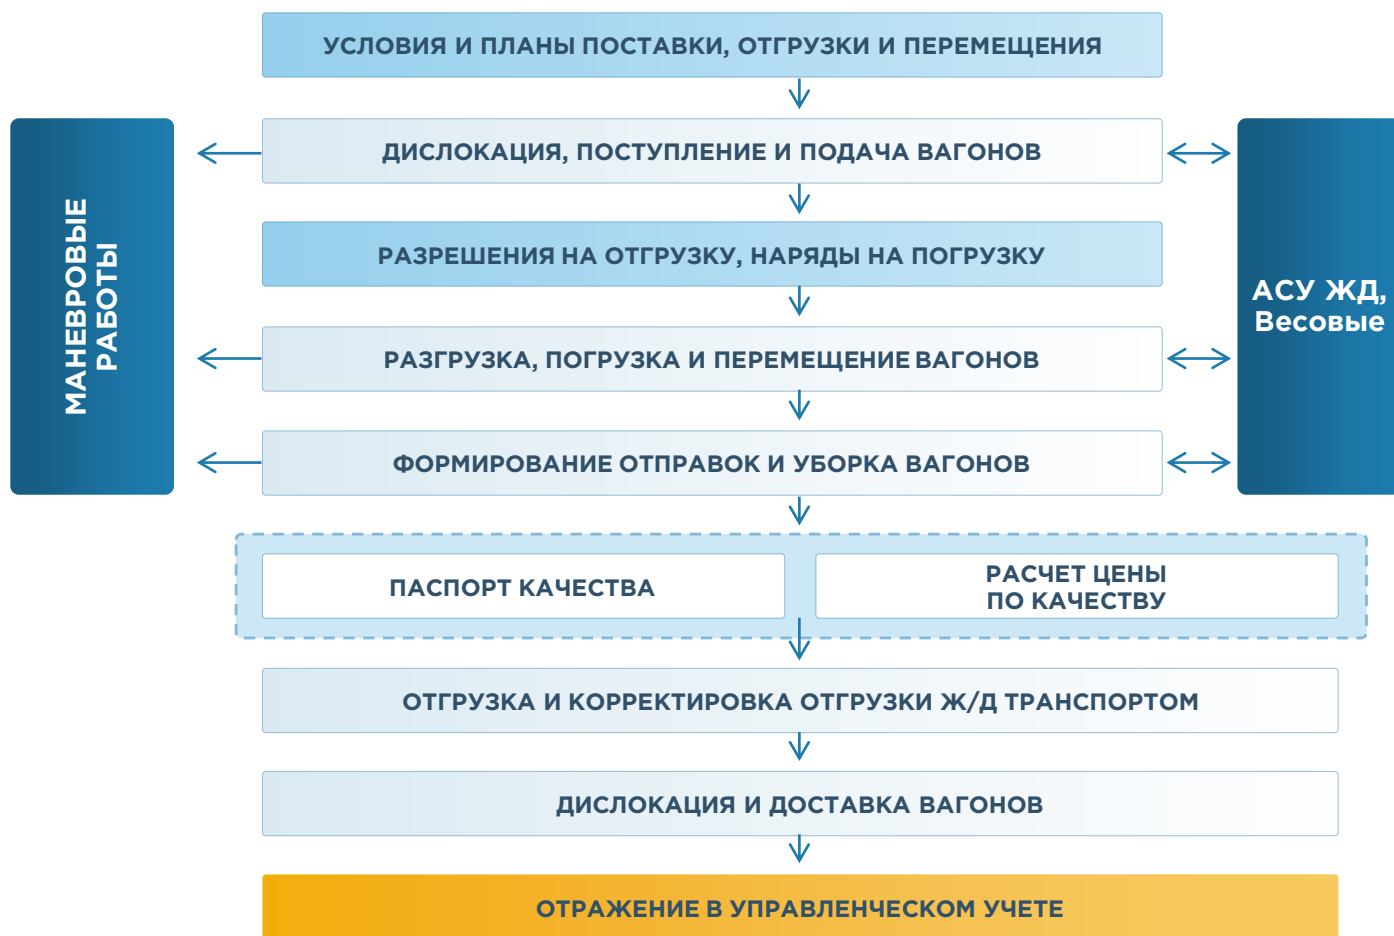 УСЛОВИЯ И ПЛАНЫ ПОСТАВКИ, ОТГРУЗКИ И ПЕРЕМЕЩЕНИЯ
ДИСЛОКАЦИЯ, ПОСТУПЛЕНИЕ И ПОДАЧА ВАГОНОВ
МАНЕВРОВЫЕ
РАБОТЫ
РАЗРЕШЕНИЯ НА ОТГРУЗКУ, НАРЯДЫ НА ПОГРУЗКУ
АСУ ЖД,
Весовые
РАЗГРУЗКА, ПОГРУЗКА И ПЕРЕМЕЩЕНИЕ ВАГОНОВ
ФОРМИРОВАНИЕ ОТПРАВОК И УБОРКА ВАГОНОВ
ПАСПОРТ КАЧЕСТВА
РАСЧЕТ ЦЕНЫ
ПО КАЧЕСТВУ
ОТГРУЗКА И КОРРЕКТИРОВКА ОТГРУЗКИ Ж/Д ТРАНСПОРТОМ
ДИСЛОКАЦИЯ И ДОСТАВКА ВАГОНОВ
ОТРАЖЕНИЕ В УПРАВЛЕНЧЕСКОМ УЧЕТЕ